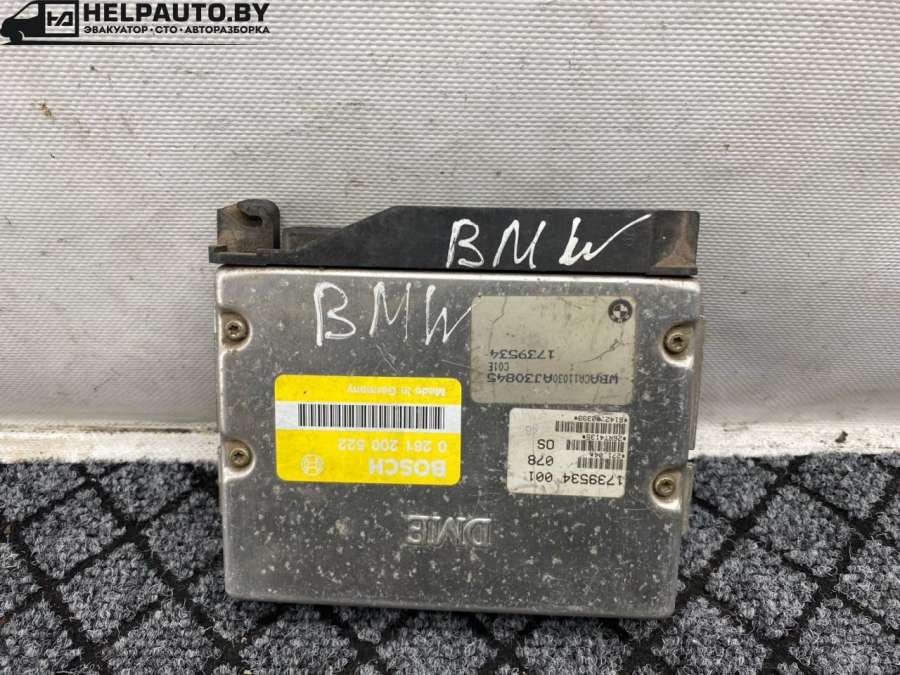 HELPAUTO.BY
ЭВАКУАТОР•СТО•АВТОРАЗБОРКА
BMW
BMW
1739534
C01E
WBACA11030AJ30845
BOSCH
0 261 200 522
Made in Germany
1739534 001
078
OS
DME